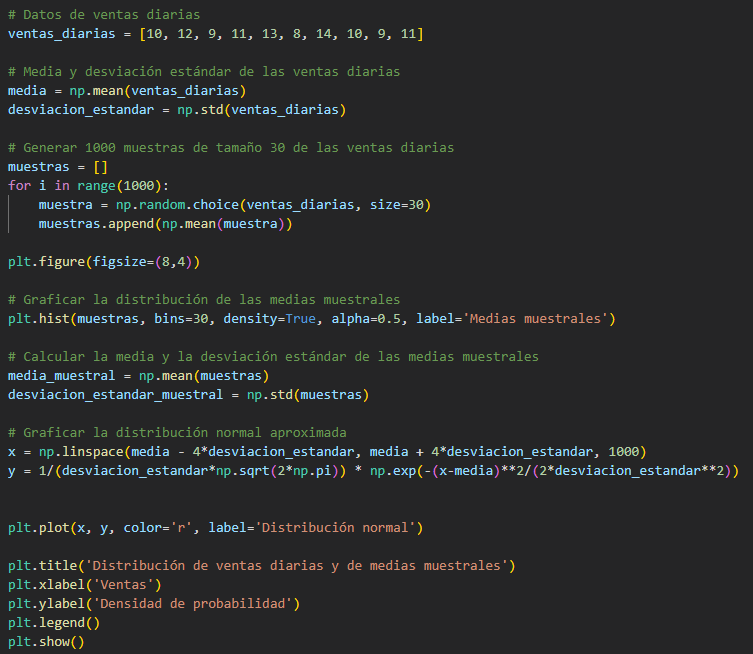 # Datos de ventas diarias
ventas_diarias = [10, 12, 9, 11, 13, 8, 14, 10, 9, 11]
# Media y desviación estándar de las ventas diarias
media = np.mean(ventas_diarias)
desviacion_estandar = np.std(ventas_diarias)
# Generar 1000 muestras de tamaño 30 de las ventas diarias
muestras = []
for i in range(1000):
    muestra = np.random.choice(ventas_diarias, size=30)
    muestras.append(np.mean(muestra))
plt.figure(figsize=(8,4))
# Graficar la distribución de las medias muestrales
plt.hist(muestras, bins=30, density=True, alpha=0.5, label='Medias muestrales')
# Calcular la media y la desviación estándar de las medias muestrales
media_muestral = np.mean(muestras)
desviacion_estandar_muestral = np.std(muestras)
# Graficar la distribución normal aproximada
x = np.linspace(media - 4*desviacion_estandar, media + 4*desviacion_estandar, 1000)
y = 1/(desviacion_estandar*np.sqrt(2*np.pi)) * np.exp(-(x-media)**2/(2*desviacion_estandar**2))
plt.plot(x, y, color='r', label='Distribución normal')
plt.title('Distribución de ventas diarias y de medias muestrales')
plt.xlabel('Ventas')
plt.ylabel('Densidad de probabilidad')
plt.legend()
plt.show()